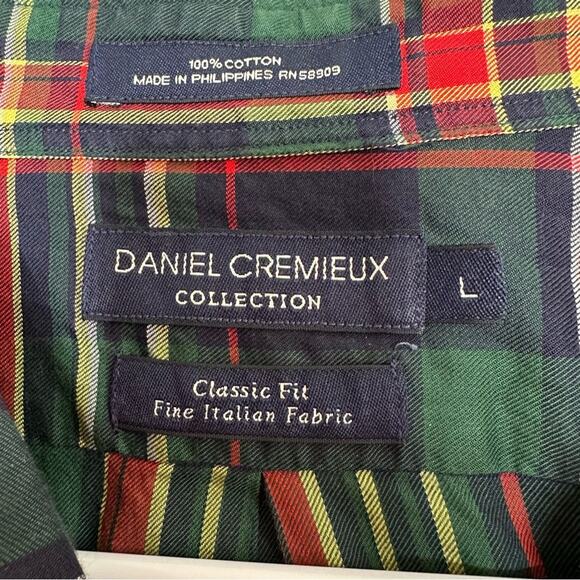 100% COTTON
MADE IN PHILIPPINES RN58909
DANIEL CREMIEUX
COLLECTION
L
Classic Fit
Fine Italian Fabric